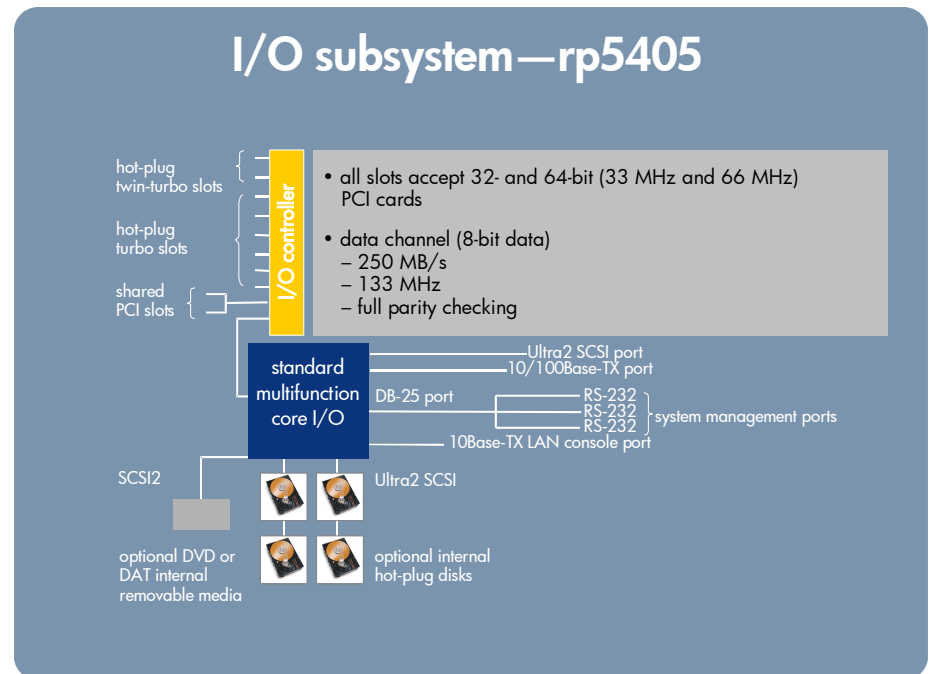 I/O subsystem—rp5405
hot-plug
twin-turbo slots
hot-plug
turbo slots
shared
PCI slots
I/O controller
• all slots accept 32- and 64-bit (33 MHz and 66 MHz)
PCI cards
• data channel (8-bit data)
– 250 MB/s
– 133 MHz
– full parity checking
standard
multifunction
core I/O
Ultra2 SCSI port
10/100Base-TX port
DB-25 port
RS-232
RS-232
RS-232
system management ports
10Base-TX LAN console port
SCSI2
Ultra2 SCSI
optional DVD or
DAT internal
removable media
optional internal
hot-plug disks